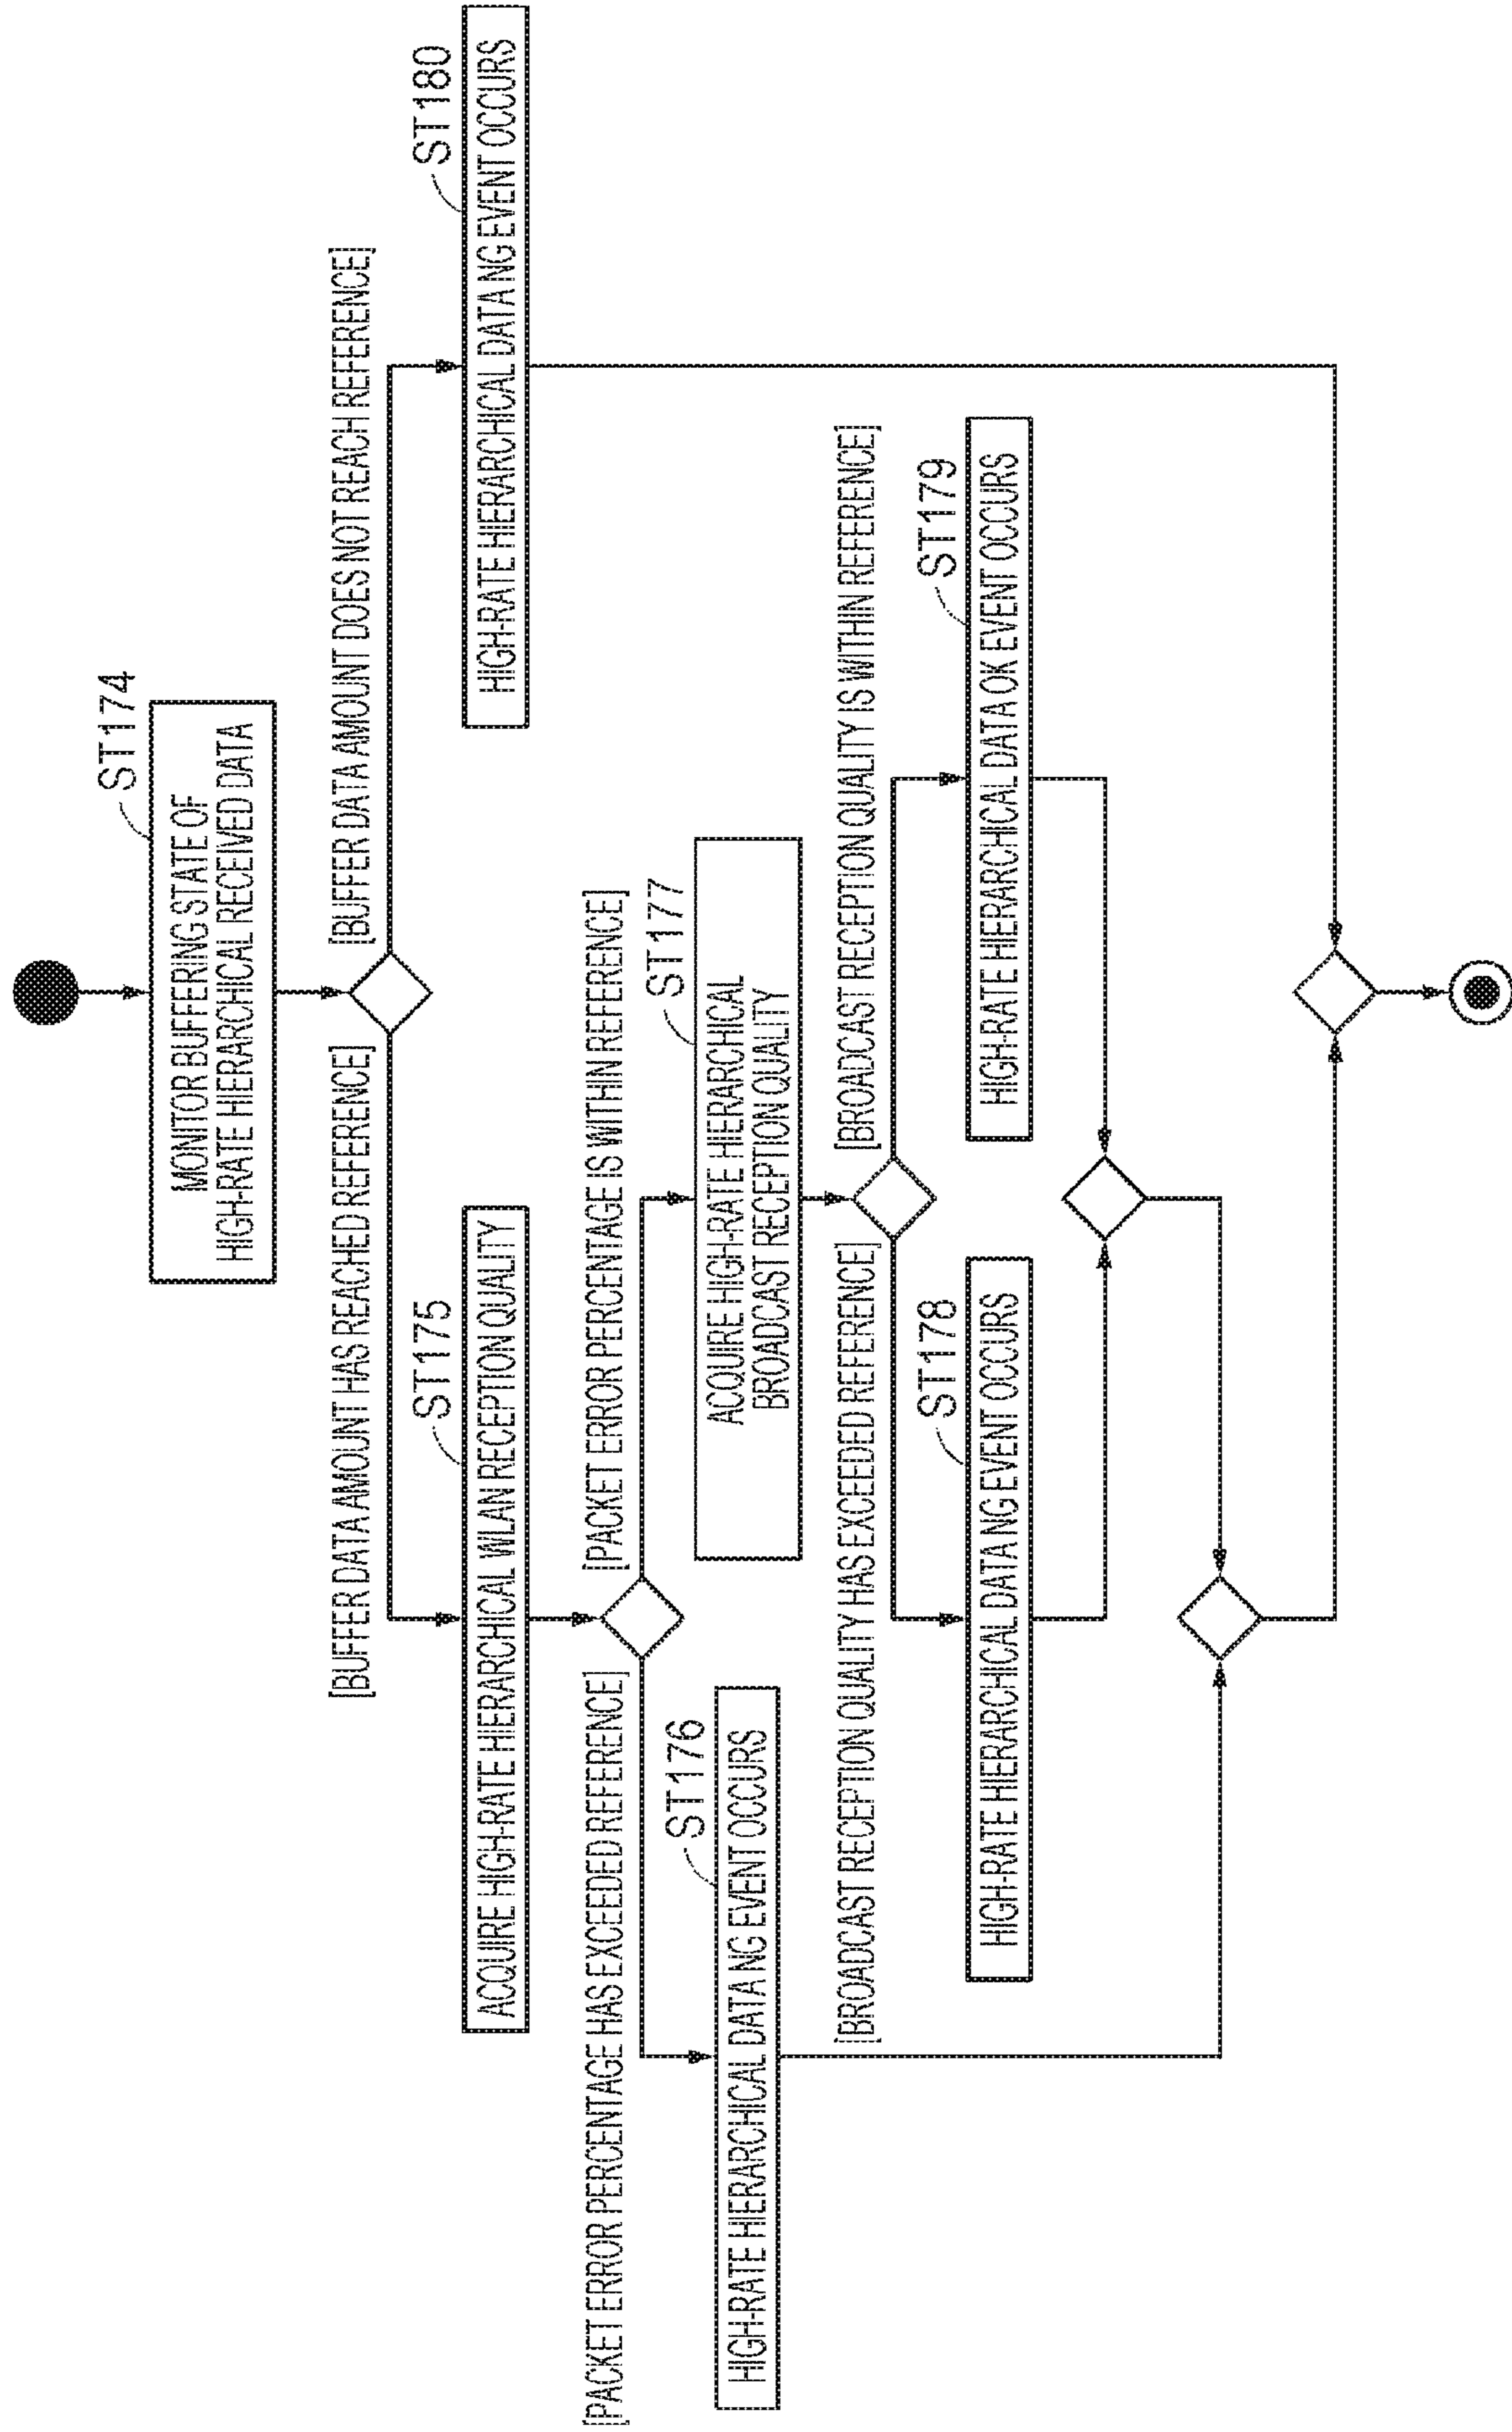 ST174
MONITOR BUFFERING STATE OF
HIGH-RATE HIERARCHICAL RECEIVED DATA
[BUFFER DATA AMOUNT HAS REACHED REFERENCE]
[BUFFER DATA AMOUNT DOES NOT REACH REFERENCE]
ST175
ACQUIRE HIGH-RATE HIERARCHICAL WLAN RECEPTION QUALITY
ST180
HIGH-RATE HIERARCHICAL DATA NG EVENT OCCURS
[PACKET ERROR PERCENTAGE HAS EXCEEDED REFERENCE]
[PACKET ERROR PERCENTAGE IS WITHIN REFERENCE]
ST176
HIGH-RATE HIERARCHICAL DATA NG EVENT OCCURS
ST177
ACQUIRE HIGH-RATE HIERARCHICAL
BROADCAST RECEPTION QUALITY
[BROADCAST RECEPTION QUALITY HAS EXCEEDED REFERENCE]
[BROADCAST RECEPTION QUALITY IS WITHIN REFERENCE]
ST178
HIGH-RATE HIERARCHICAL DATA NG EVENT OCCURS
ST179
HIGH-RATE HIERARCHICAL DATA OK EVENT OCCURS